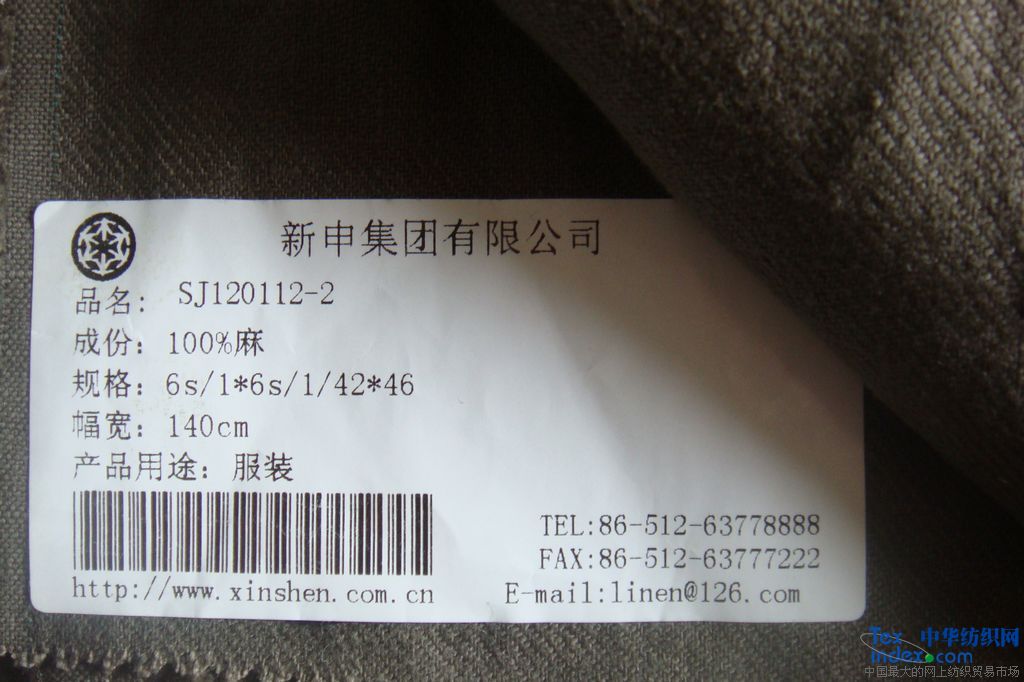 新申集团有限公司
品名: SJ120112-2
成份: 100%麻
规格: 6s/1*6s/1/42*46
幅宽: 140cm
产品用途: 服装
TEL:86-512-63778888
FAX:86-512-63777222
http://www.xinshen.com.cn
E-mail:linen@126.com
Tex 中华纺织网
index.com
中国最大的网上纺织贸易市场